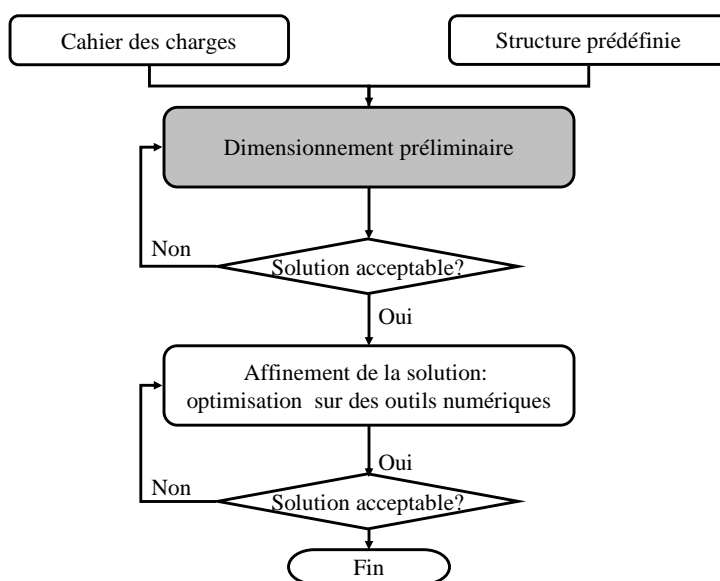 Cahier des charges
Structure prédéfinie
Dimensionnement préliminaire
Non
Solution acceptable?
Oui
Affinement de la solution:
optimisation sur des outils numériques
Oui
Non
Solution acceptable?
Fin